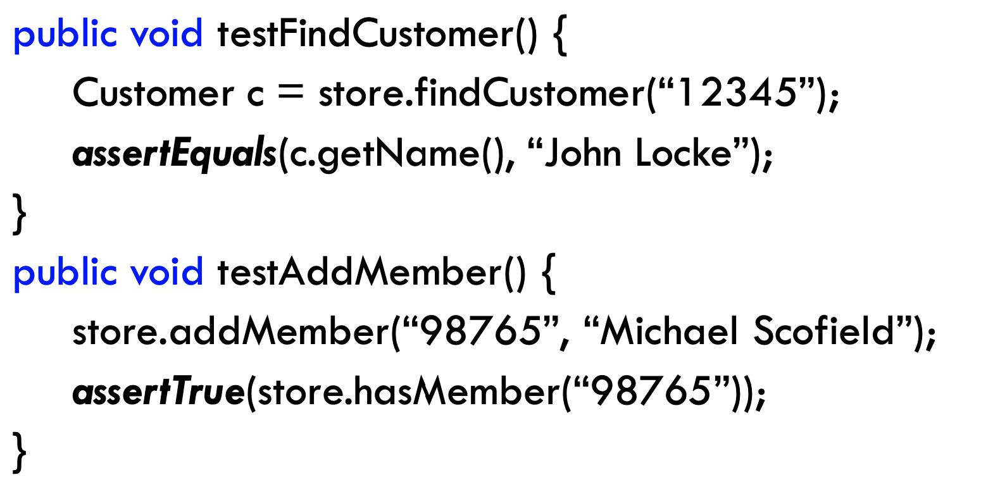 public void testFindCustomer() {
Customer c = store.findCustomer(“12345”);
assertEquals(c.getName(), “John Locke”);
}
public void testAddMember() {
store.addMember(“98765”, “Michael Scofield”);
assertTrue(store.hasMember(“98765”));
}